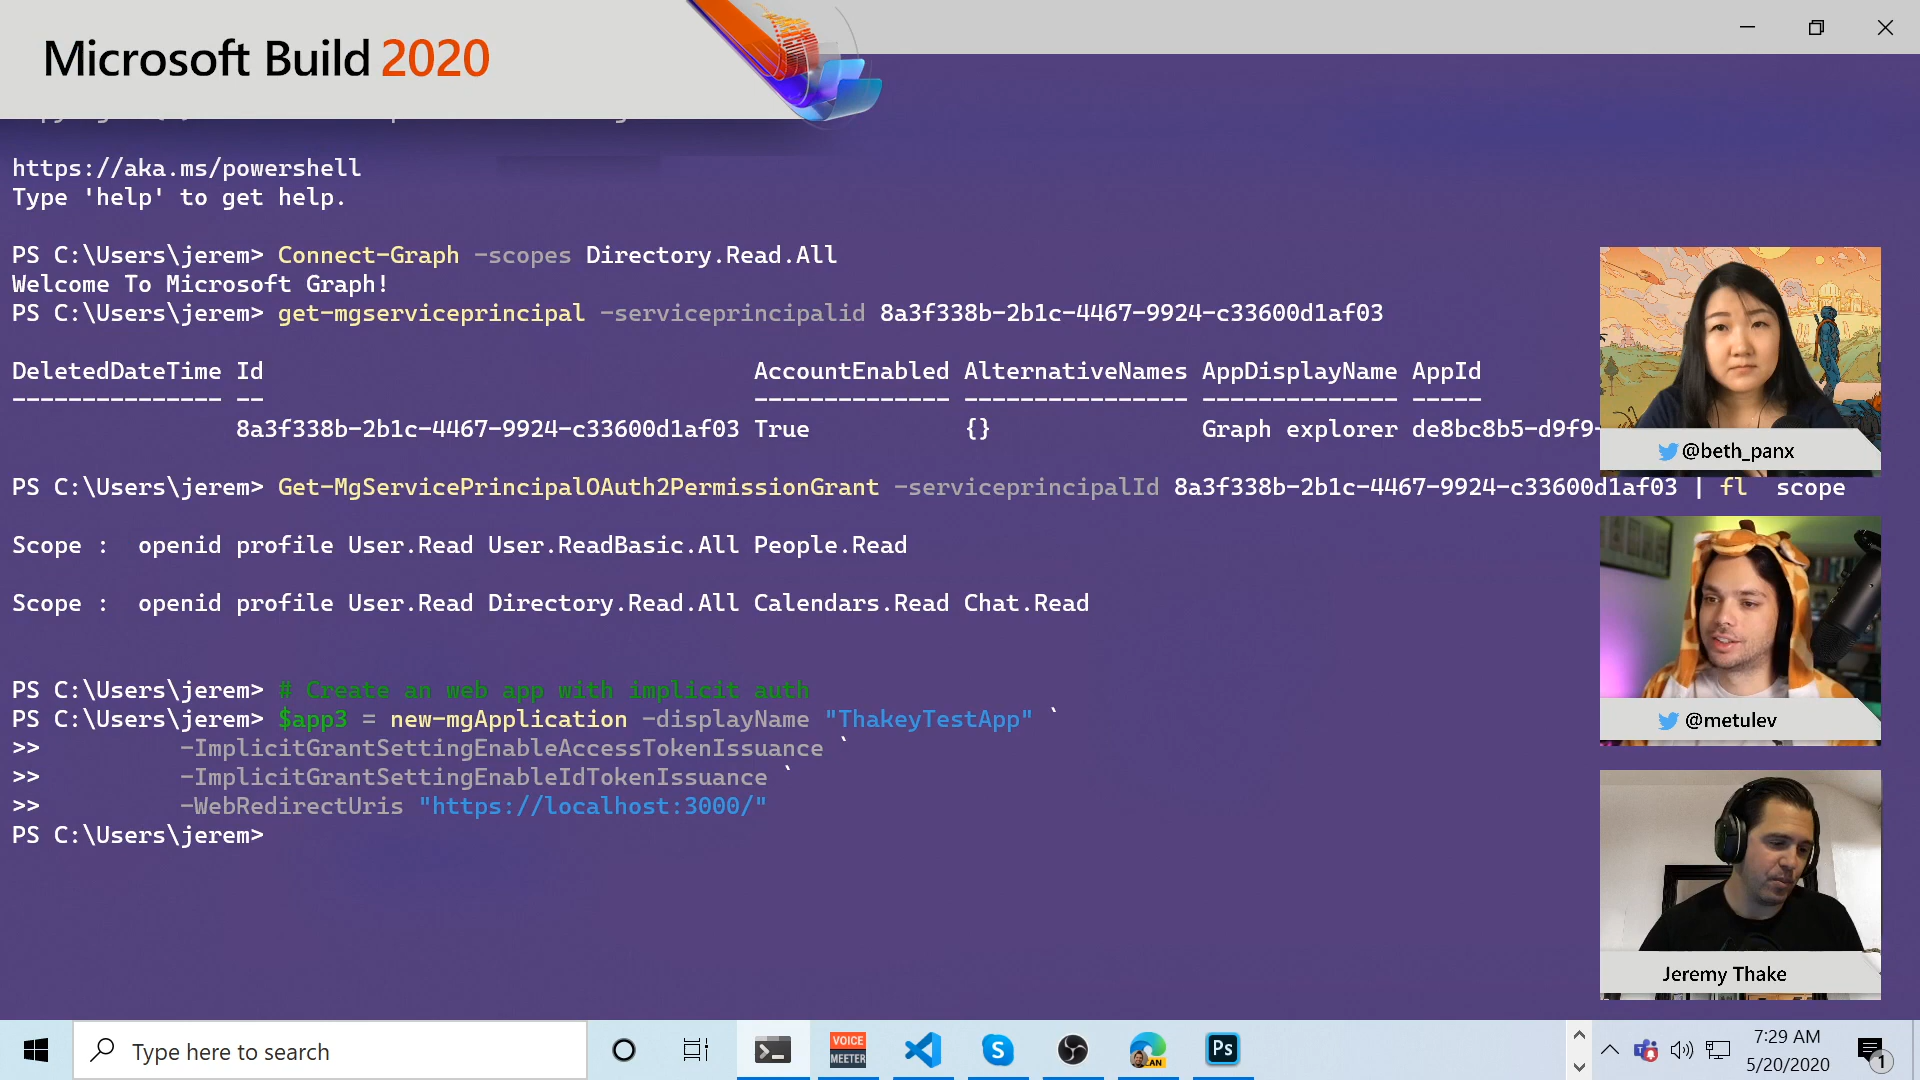 Microsoft Build 2020
https://aka.ms/powershell
Type 'help' to get help.
PS C:\Users\jerem> Connect-Graph -scopes Directory.Read.All
Welcome To Microsoft Graph!
PS C:\Users\jerem> get-mgserviceprincipal -serviceprincipalid 8a3f338b-2b1c-4467-9924-c33600d1af03
DeletedDateTime Id AccountEnabled AlternativeNames AppDisplayName AppId
--------------- -- -------------- ---------------- -------------- -----
8a3f338b-2b1c-4467-9924-c33600d1af03 True {} Graph explorer de8bc8b5-d9f9-
@beth_panx
PS C:\Users\jerem> Get-MgServicePrincipalOAuth2PermissionGrant -serviceprincipalId 8a3f338b-2b1c-4467-9924-c33600d1af03 | fl scope
Scope : openid profile User.Read User.ReadBasic.All People.Read
Scope : openid profile User.Read Directory.Read.All Calendars.Read Chat.Read
PS C:\Users\jerem> # Create an web app with implicit auth
PS C:\Users\jerem> $app3 = new-mgApplication -displayName "ThakeyTestApp" `
>> -ImplicitGrantSettingEnableAccessTokenIssuance `
>> -ImplicitGrantSettingEnableIdTokenIssuance `
>> -WebRedirectUris "https://localhost:3000/"
PS C:\Users\jerem>
@metulev
Jeremy Thake
Type here to search
VOICE
MEETER
S
LAN
Ps
7:29 AM
5/20/2020
1